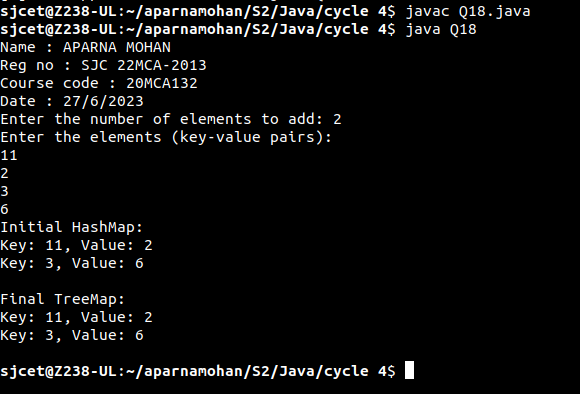 sjcet@Z238-UL:~/aparnamohan/S2/Java/cycle 4$ javac Q18.java
sjcet@Z238-UL:~/aparnamohan/S2/Java/cycle 4$ java Q18
Name : APARNA MOHAN
Reg no : SJC 22MCA-2013
Course code : 20MCA132
Date : 27/6/2023
Enter the number of elements to add: 2
Enter the elements (key-value pairs):
11
2
3
6
Initial HashMap:
Key: 11, Value: 2
Key: 3, Value: 6
Final TreeMap:
Key: 11, Value: 2
Key: 3, Value: 6
sjcet@Z238-UL:~/aparnamohan/S2/Java/cycle 4$